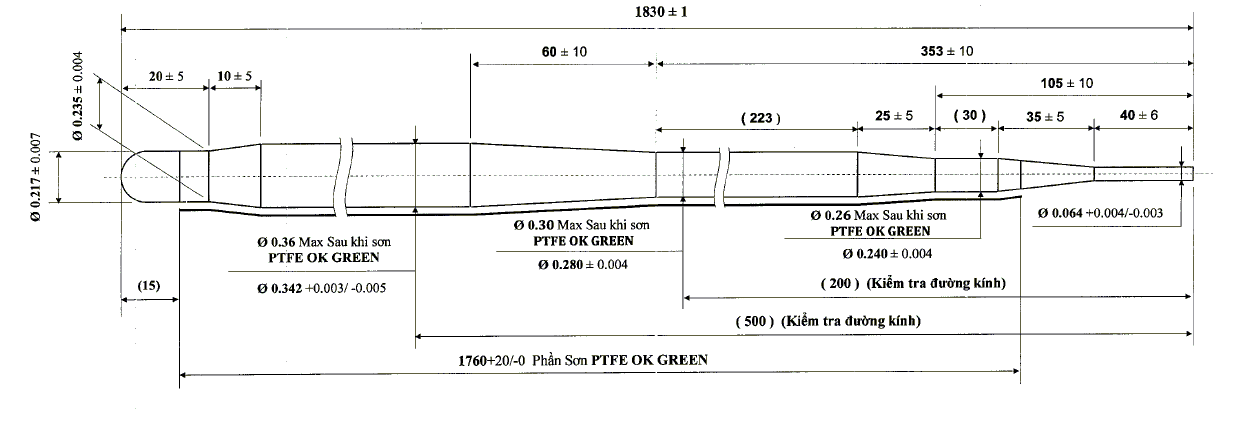 1830 ± 1
60 ± 10
353 ± 10
20 ± 5
10 ± 5
105 ± 10
Ø 0.235 ± 0.004
( 223 )
25 ± 5
( 30 )
35 ± 5
40 ± 6
Ø 0.217 ± 0.007
Ø 0.36 Max Sau khi sơn
PTFE OK GREEN
Ø 0.342 +0.003/ -0.005
Ø 0.30 Max Sau khi sơn
PTFE OK GREEN
Ø 0.280 ± 0.004
Ø 0.26 Max Sau khi sơn
PTFE OK GREEN
Ø 0.240 ± 0.004
Ø 0.064 +0.004/-0.003
(15)
( 200 ) (Kiểm tra đường kính)
( 500 ) (Kiểm tra đường kính)
1760+20/-0 Phần Sơn PTFE OK GREEN